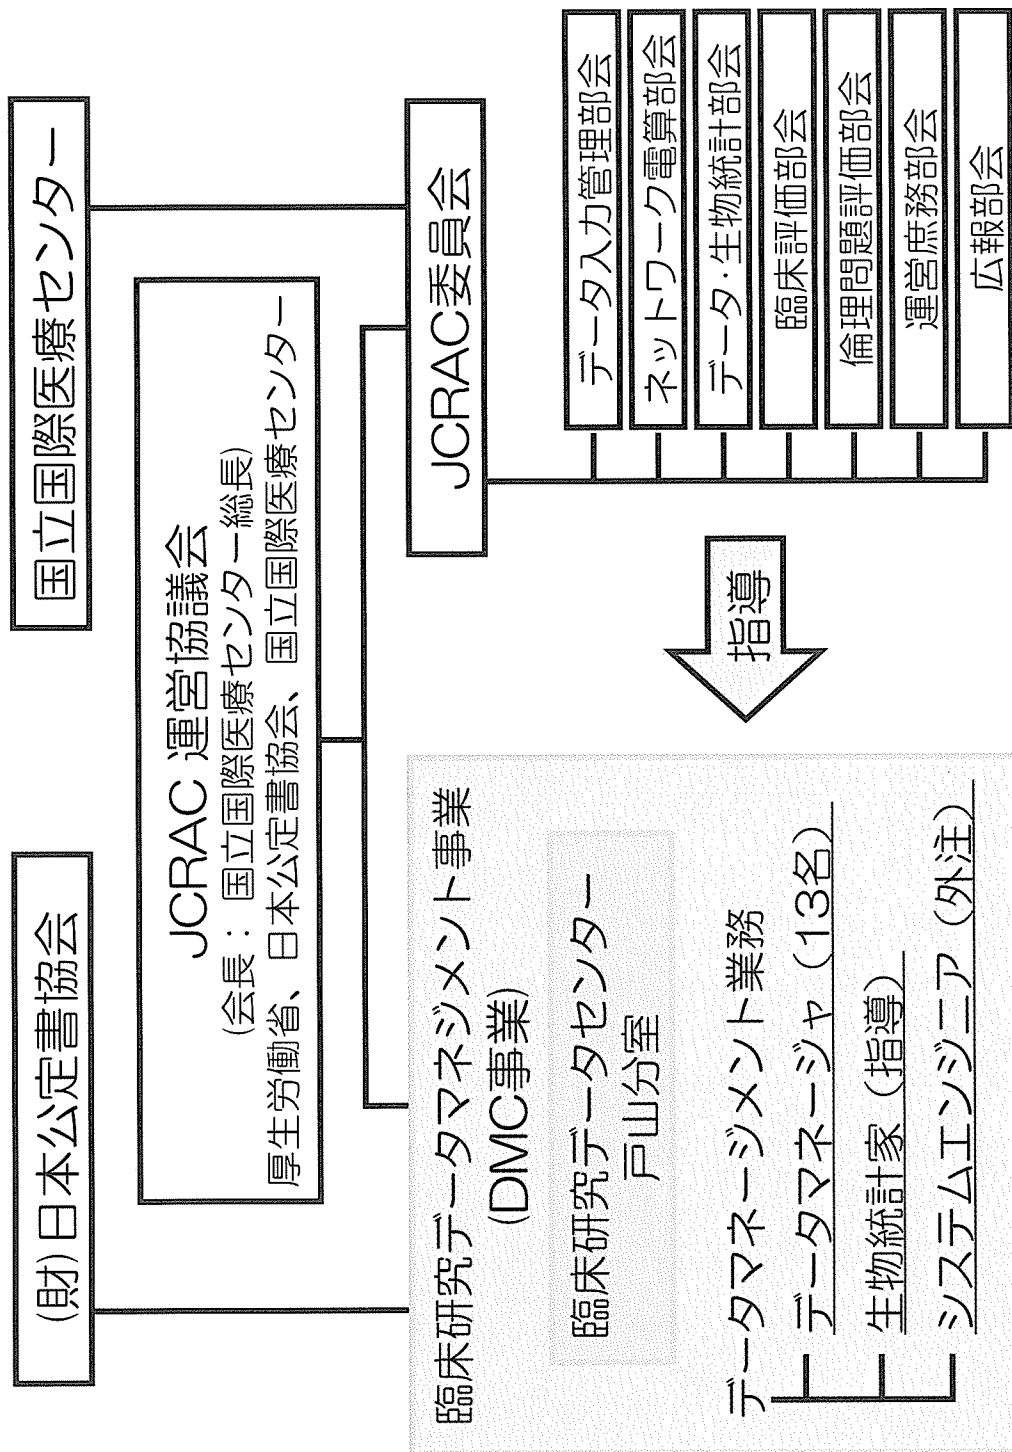 (財)日本公定書協会
国立国際医療センター
JCRAC 運営協議会
(会長： 国立国際医療センター総長)
厚生労働省、日本公定書協会、国立国際医療センター
臨床研究データマネジメント事業
(DMC事業)
臨床研究データセンター
戸山分室
データマネージメント業務
データマネージャ（13名）
生物統計家（指導）
システムエンジニア（外注）
指導
JCRAC委員会
データ入力管理部会
ネットワーク電算部会
データ・生物統計部会
臨床評価部会
倫理問題評価部会
運営庶務部会
広報部会